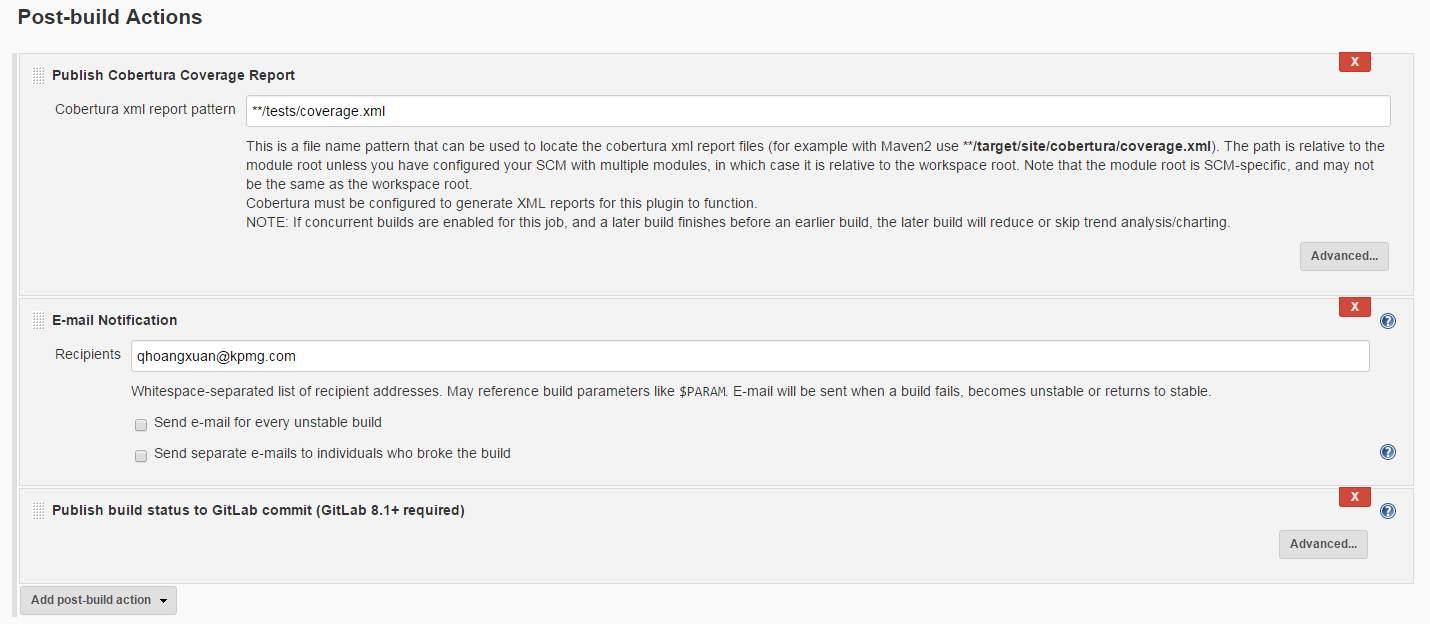 Post-build Actions
X
Publish Cobertura Coverage Report
Cobertura xml report pattern
**/tests/coverage.xml
This is a file name pattern that can be used to locate the cobertura xml report files (for example with Maven2 use **/target/site/cobertura/coverage.xml). The path is relative to the
module root unless you have configured your SCM with multiple modules, in which case it is relative to the workspace root. Note that the module root is SCM-specific, and may not
be the same as the workspace root.
Cobertura must be configured to generate XML reports for this plugin to function.
NOTE: If concurrent builds are enabled for this job, and a later build finishes before an earlier build, the later build will reduce or skip trend analysis/charting.
Advanced...
X
E-mail Notification
?
Recipients
qhoangxuan@kpmg.com
Whitespace-separated list of recipient addresses. May reference build parameters like $PARAM. E-mail will be sent when a build fails, becomes unstable or returns to stable.
Send e-mail for every unstable build
Send separate e-mails to individuals who broke the build
?
X
Publish build status to GitLab commit (GitLab 8.1+ required)
?
Advanced...
Add post-build action